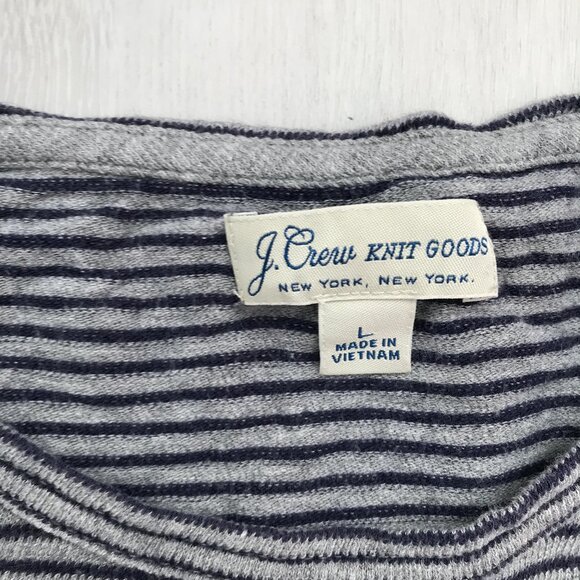 J. Crew KNIT GOODS
NEW YORK, NEW YORK.
L
MADE IN
VIETNAM